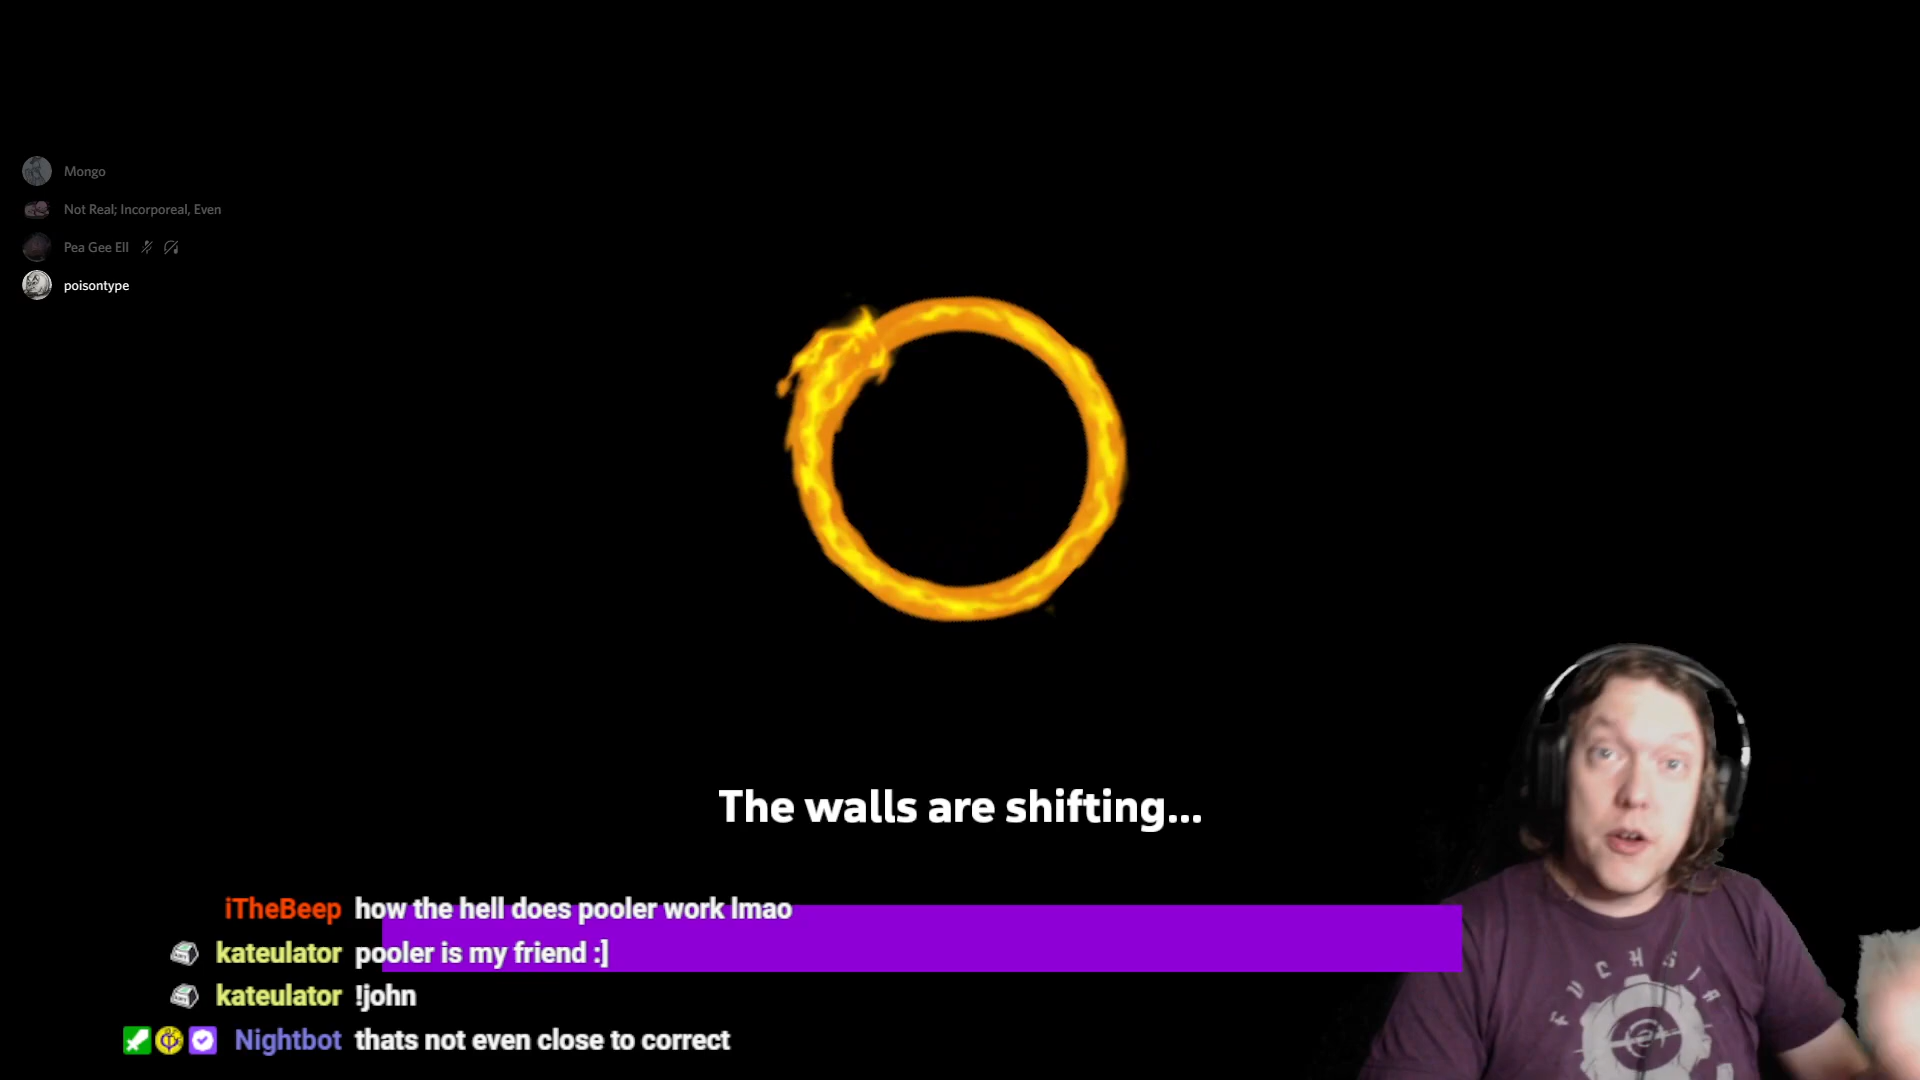 Mongo
Not Real; Incorporeal, Even
Pea Gee Ell
poisontype
The walls are shifting...
iTheBeep how the hell does pooler work lmao
kateulator pooler is my friend :]
kateulator !john
Nightbot thats not even close to correct